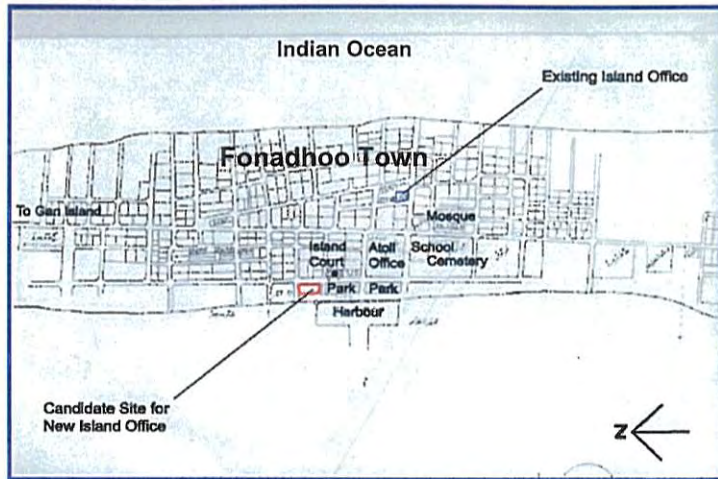 Indian Ocean
Existing Island Office
Fonadhoo Town
To Gan Island
Mosque
Island
Court
Atoll
Office
School
Cemetery
Park
Park
Harbour
Candidate Site for
New Island Office
Z